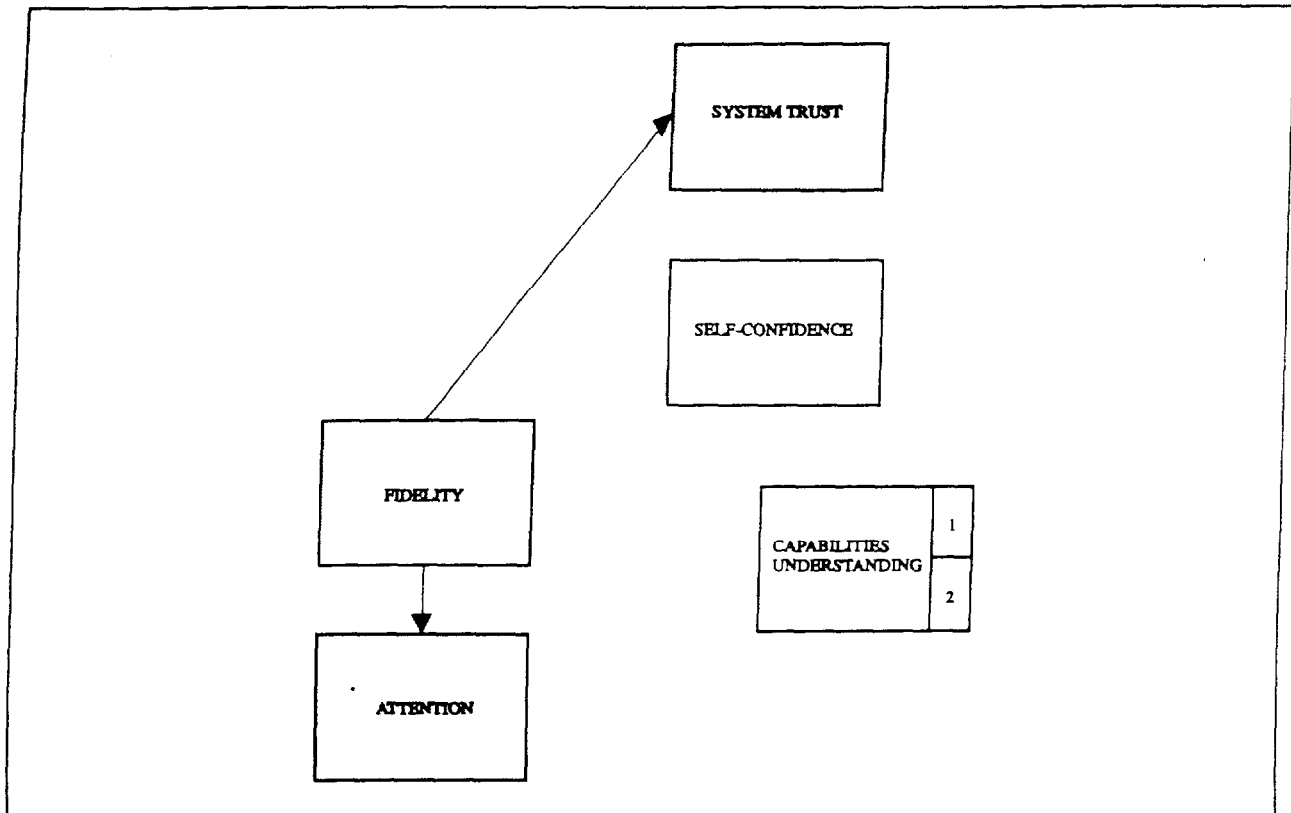 SYSTEM TRUST
SELF-CONFIDENCE
FIDELITY
CAPABILITIES
UNDERSTANDING
1
2
ATTENTION